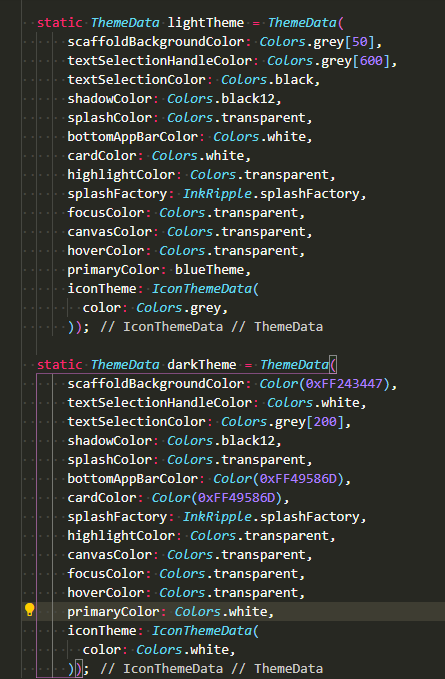 static ThemeData lightTheme = ThemeData(
scaffoldBackgroundColor: Colors.grey[50],
textSelectionHandleColor: Colors.grey[600],
textSelectionColor: Colors.black,
shadowColor: Colors.black12,
splashColor: Colors.transparent,
bottomAppBarColor: Colors.white,
cardColor: Colors.white,
highlightColor: Colors.transparent,
splashFactory: InkRipple.splashFactory,
focusColor: Colors.transparent,
canvasColor: Colors.transparent,
hoverColor: Colors.transparent,
primaryColor: blueTheme,
iconTheme: IconThemeData(
color: Colors.grey,
)); // IconThemeData // ThemeData
static ThemeData darkTheme = ThemeData(
scaffoldBackgroundColor: Color(0xFF243447),
textSelectionHandleColor: Colors.white,
textSelectionColor: Colors.grey[200],
shadowColor: Colors.black12,
splashColor: Colors.transparent,
bottomAppBarColor: Color(0xFF49586D),
cardColor: Color(0xFF49586D),
splashFactory: InkRipple.splashFactory,
highlightColor: Colors.transparent,
canvasColor: Colors.transparent,
focusColor: Colors.transparent,
hoverColor: Colors.transparent,
primaryColor: Colors.white,
iconTheme: IconThemeData(
color: Colors.white,
)); // IconThemeData // ThemeData